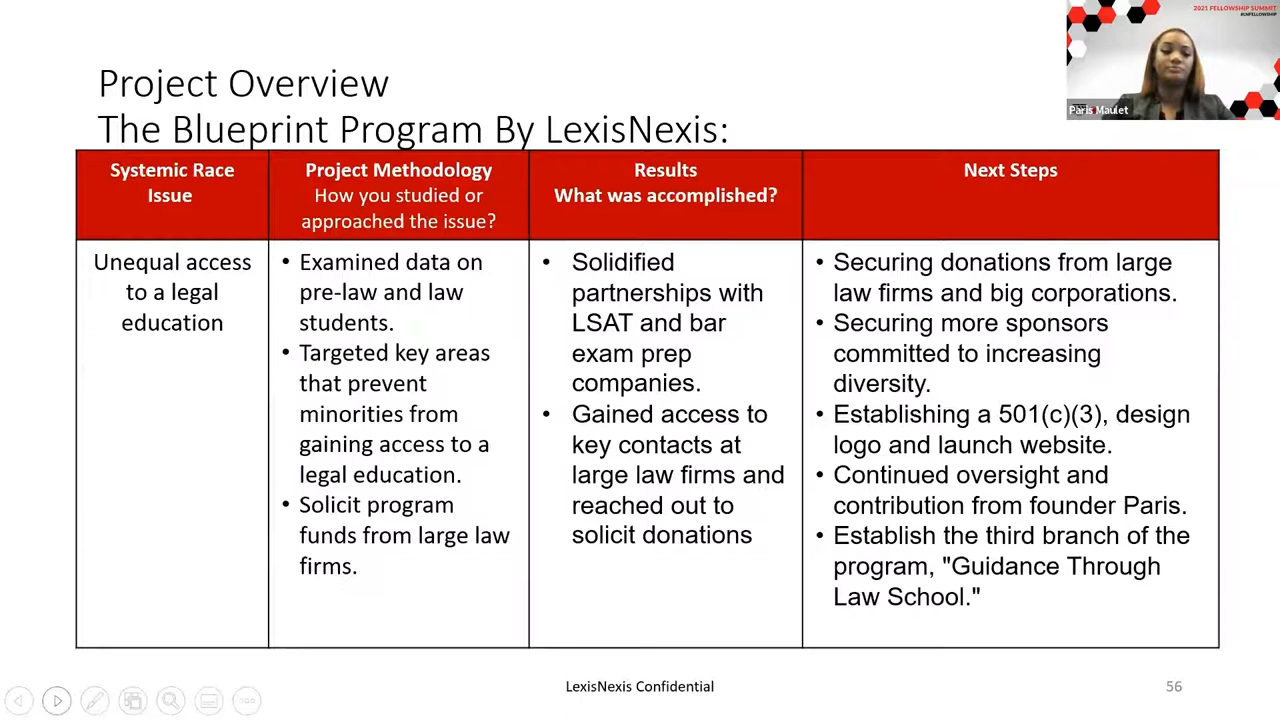 2021 FELLOWSHIP SUMMIT
#LNFELLOWSHIP
Paris Maulet
Project Overview
The Blueprint Program By LexisNexis:
Systemic Race
Issue
Project Methodology
How you studied or
approached the issue?
Results
What was accomplished?
Next Steps
Unequal access
to a legal
education
• Examined data on
pre-law and law
students.
• Targeted key areas
that prevent
minorities from
gaining access to a
legal education.
• Solicit program
funds from large law
firms.
• Solidified
partnerships with
LSAT and bar
exam prep
companies.
• Gained access to
key contacts at
large law firms and
reached out to
solicit donations
• Securing donations from large
law firms and big corporations.
• Securing more sponsors
committed to increasing
diversity.
• Establishing a 501(c)(3), design
logo and launch website.
• Continued oversight and
contribution from founder Paris.
• Establish the third branch of the
program, "Guidance Through
Law School."
LexisNexis Confidential
56